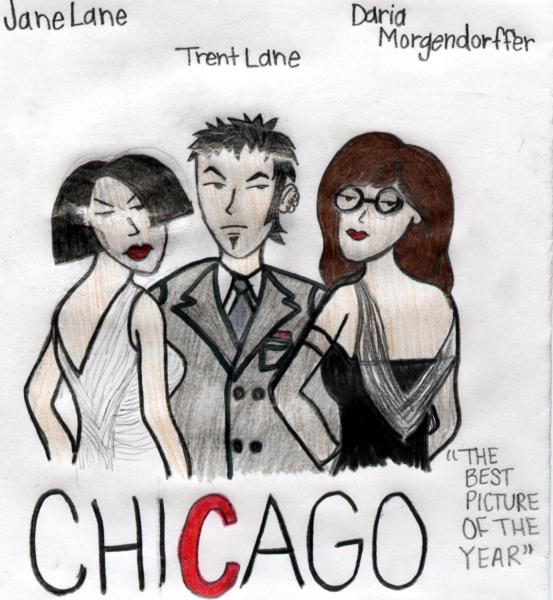 Jane Lane
Trent Lane
Daria
Morgendorffer
CHICAGO
"THE
BEST
PICTURE
OF THE
YEAR"